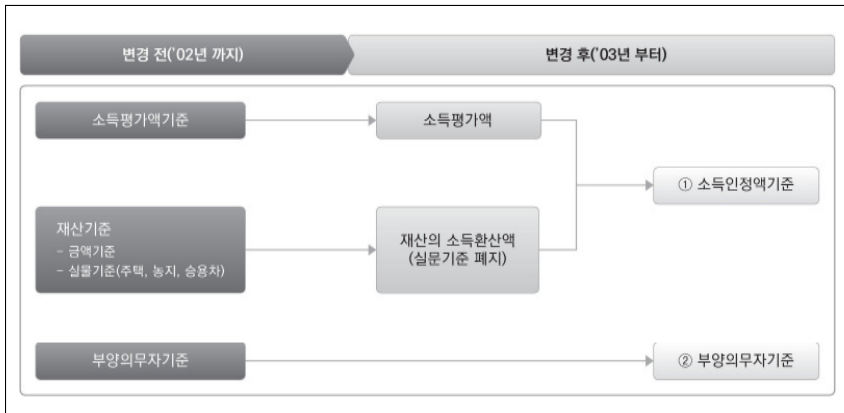 변경 전('02년 까지)
변경 후('03년 부터)
소득평가액기준
소득평가액
① 소득인정액기준
재산기준
- 금액기준
- 실물기준(주택, 농지, 승용차)
재산의 소득환산액
(실문기준 폐지)
부양의무자기준
② 부양의무자기준